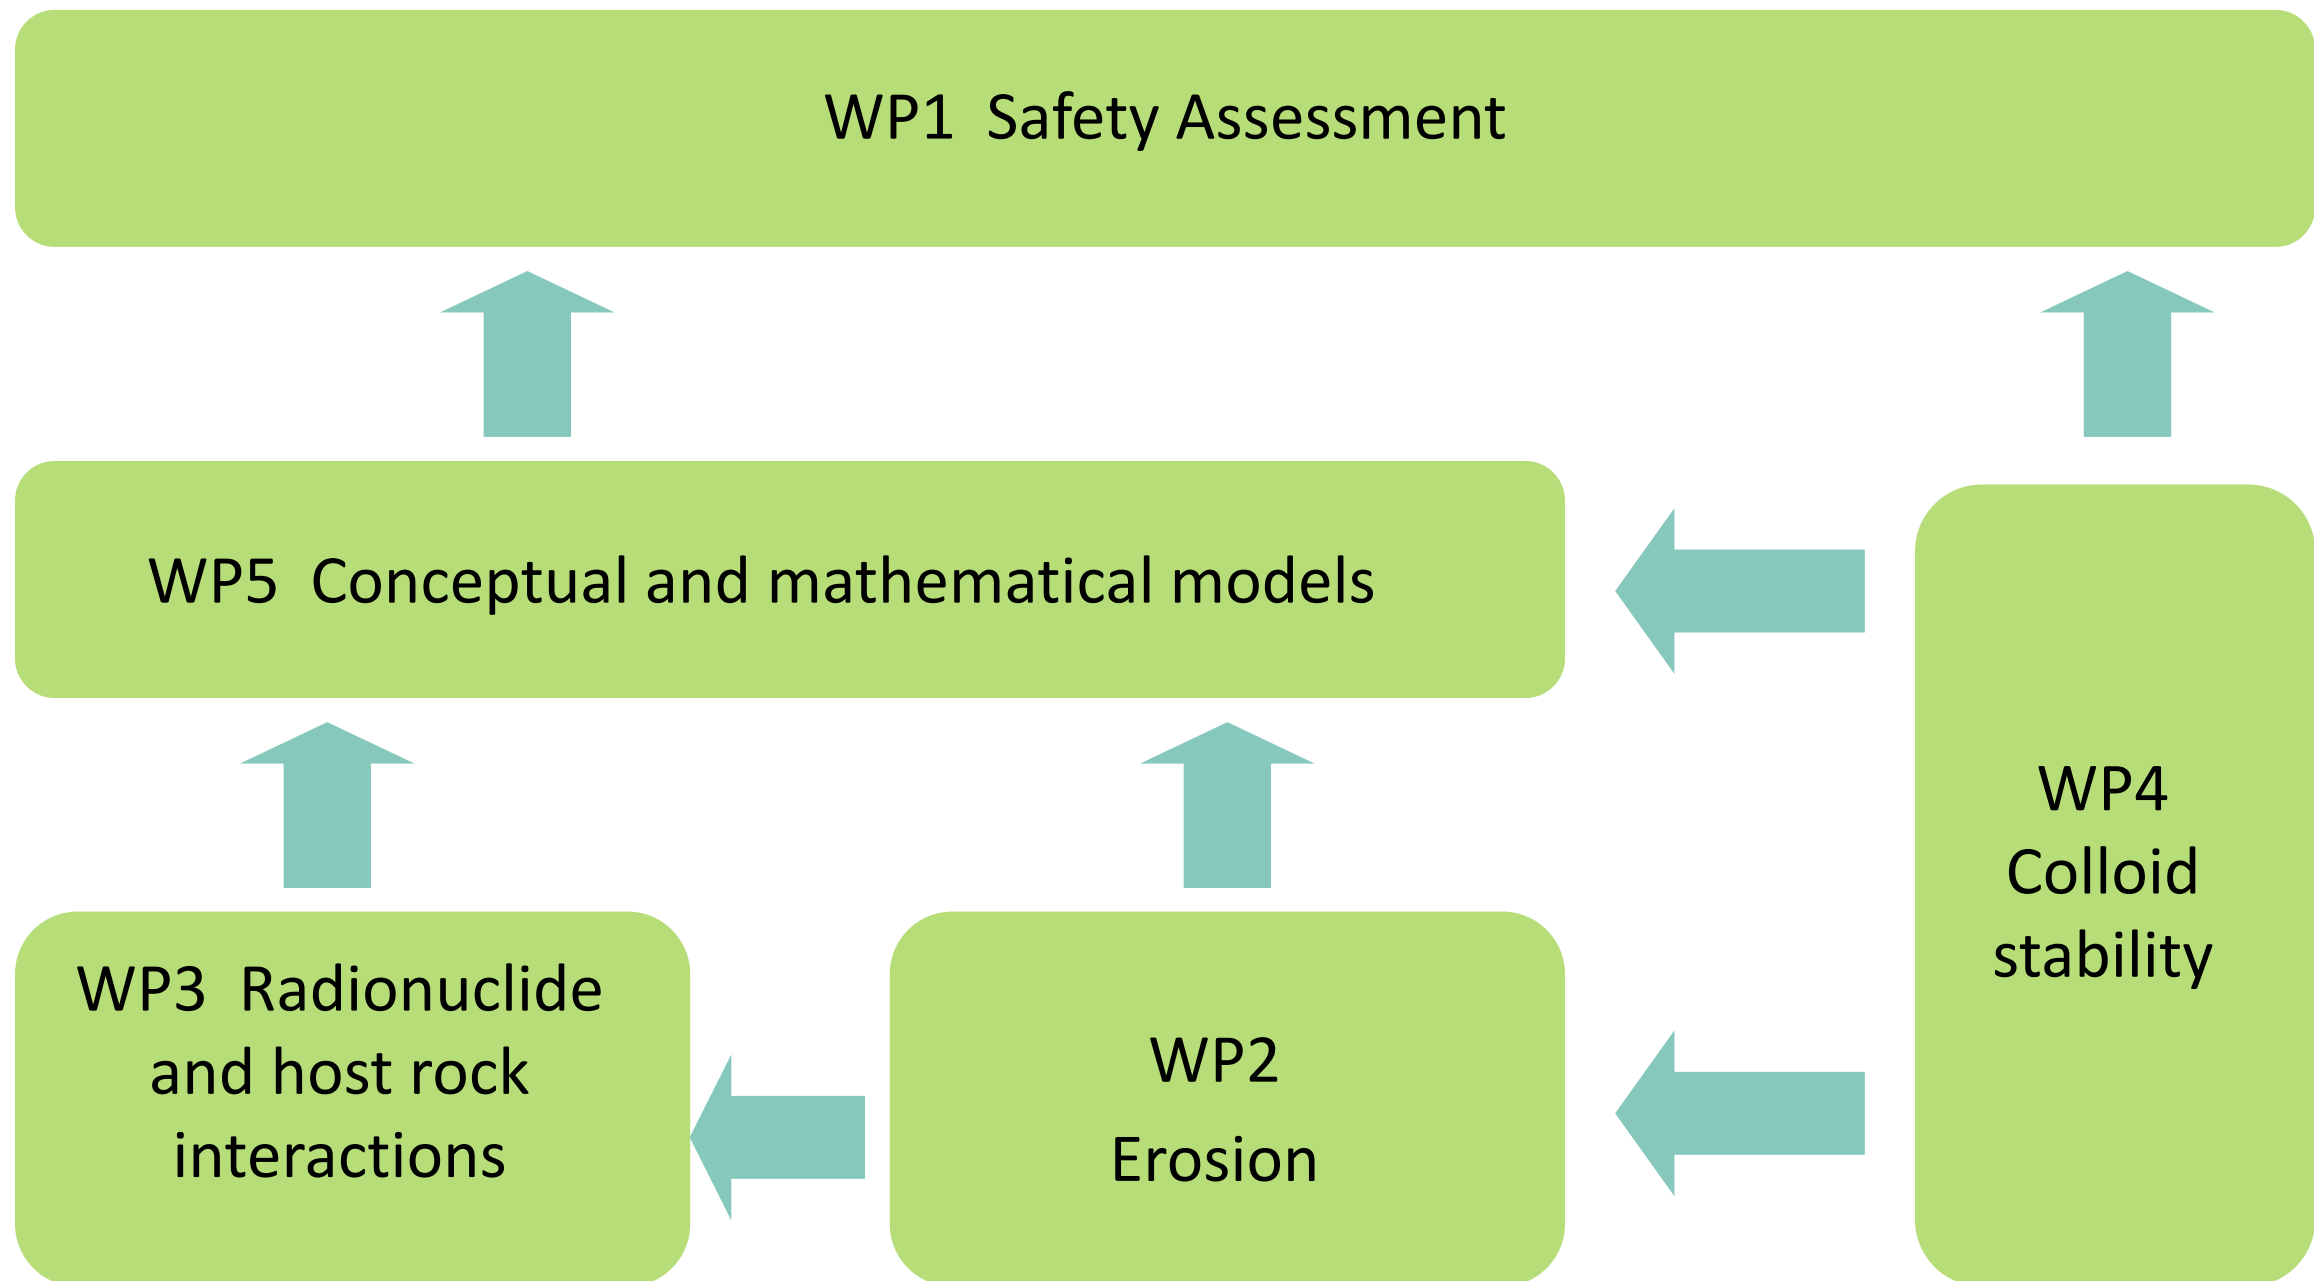 WP1  Safety Assessment
WP5  Conceptual and mathematical models
WP4
Colloid
stability
WP3  Radionuclide
and host rock
interactions
WP2
Erosion